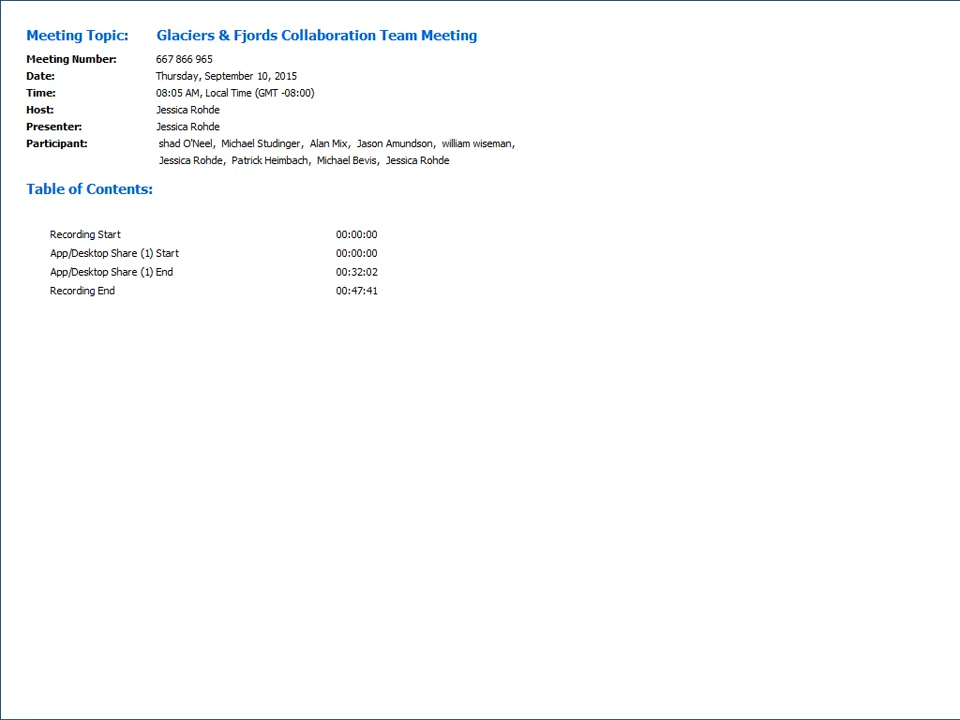 Meeting Topic: Glaciers & Fjords Collaboration Team Meeting
Meeting Number: 667 866 965
Date: Thursday, September 10, 2015
Time: 08:05 AM, Local Time (GMT -08:00)
Host: Jessica Rohde
Presenter: Jessica Rohde
Participant: shad O'Neel, Michael Studinger, Alan Mix, Jason Amundson, william wiseman,
Jessica Rohde, Patrick Heimbach, Michael Bevis, Jessica Rohde
Table of Contents:
Recording Start 00:00:00
App/Desktop Share (1) Start 00:00:00
App/Desktop Share (1) End 00:32:02
Recording End 00:47:41